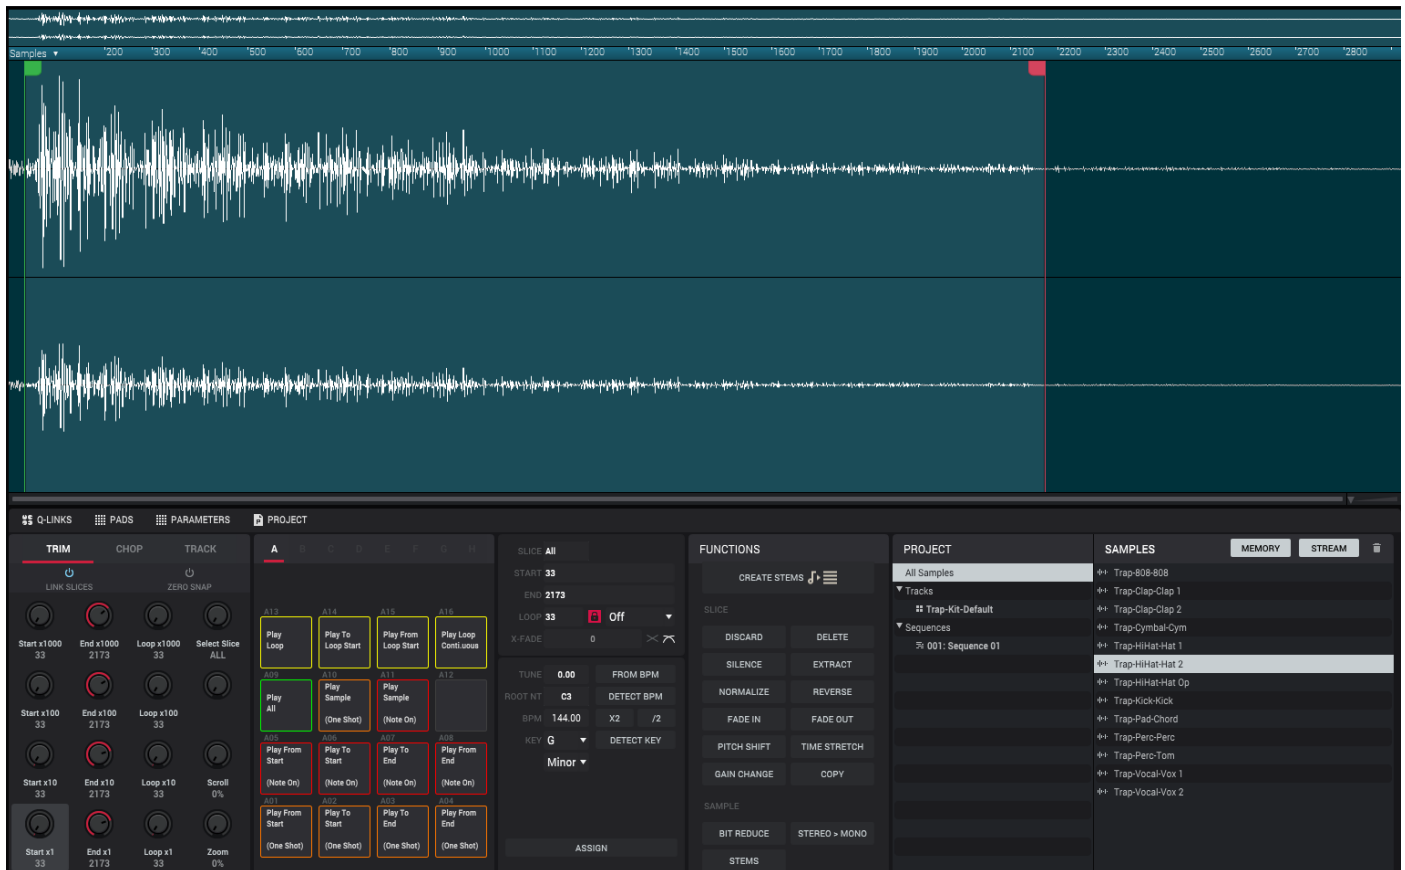 Samples ▾ '200 '300 '400 '500 '600 '700 '800 '900 '1000 '1100 '1200 '1300 '1400 '1500 '1600 '1700 '1800 '1900 '2000 '2100 '2200 '2300 '2400 '2500 '2600 '2700 '2800
Q-LINKS PADS PARAMETERS PROJECT
TRIM CHOP TRACK
LINK SLICES ZERO SNAP
Start x1000 End x1000 Loop x1000 Select Slice
33 2173 33 ALL
Start x100 End x100 Loop x100
33 2173 33
Start x10 End x10 Loop x10 Scroll
33 2173 33 0%
Start x1 End x1 Loop x1 Zoom
33 2173 33 0%
A B C D E F G H
A13 A14 A15 A16
Play Play To Play From Play Loop
Loop Loop Start Loop Start Conti.uous
A09 A10 A11 A12
Play Play Play
All Sample Sample
(One Shot) (Note On)
A05 A06 A07 A08
Play From Play To Play To Play From
Start Start End End
(Note On) (Note On) (Note On) (Note On)
A01 A02 A03 A04
Play From Play To Play To Play From
Start Start End End
(One Shot) (One Shot) (One Shot) (One Shot)
SLICE All
START 33
END 2173
LOOP 33 Off
X-FADE 0
TUNE 0.00 FROM BPM
ROOT NT C3 DETECT BPM
BPM 144.00 X2 /2
KEY G DETECT KEY
Minor
ASSIGN
FUNCTIONS
CREATE STEMS
SLICE
DISCARD DELETE
SILENCE EXTRACT
NORMALIZE REVERSE
FADE IN FADE OUT
PITCH SHIFT TIME STRETCH
GAIN CHANGE COPY
SAMPLE
BIT REDUCE STEREO > MONO
STEMS
PROJECT
All Samples
Tracks
Trap-Kit-Default
Sequences
001: Sequence 01
SAMPLES MEMORY STREAM
Trap-808-808
Trap-Clap-Clap 1
Trap-Clap-Clap 2
Trap-Cymbal-Cym
Trap-HiHat-Hat 1
Trap-HiHat-Hat 2
Trap-HiHat-Hat Op
Trap-Kick-Kick
Trap-Pad-Chord
Trap-Perc-Perc
Trap-Perc-Tom
Trap-Vocal-Vox 1
Trap-Vocal-Vox 2